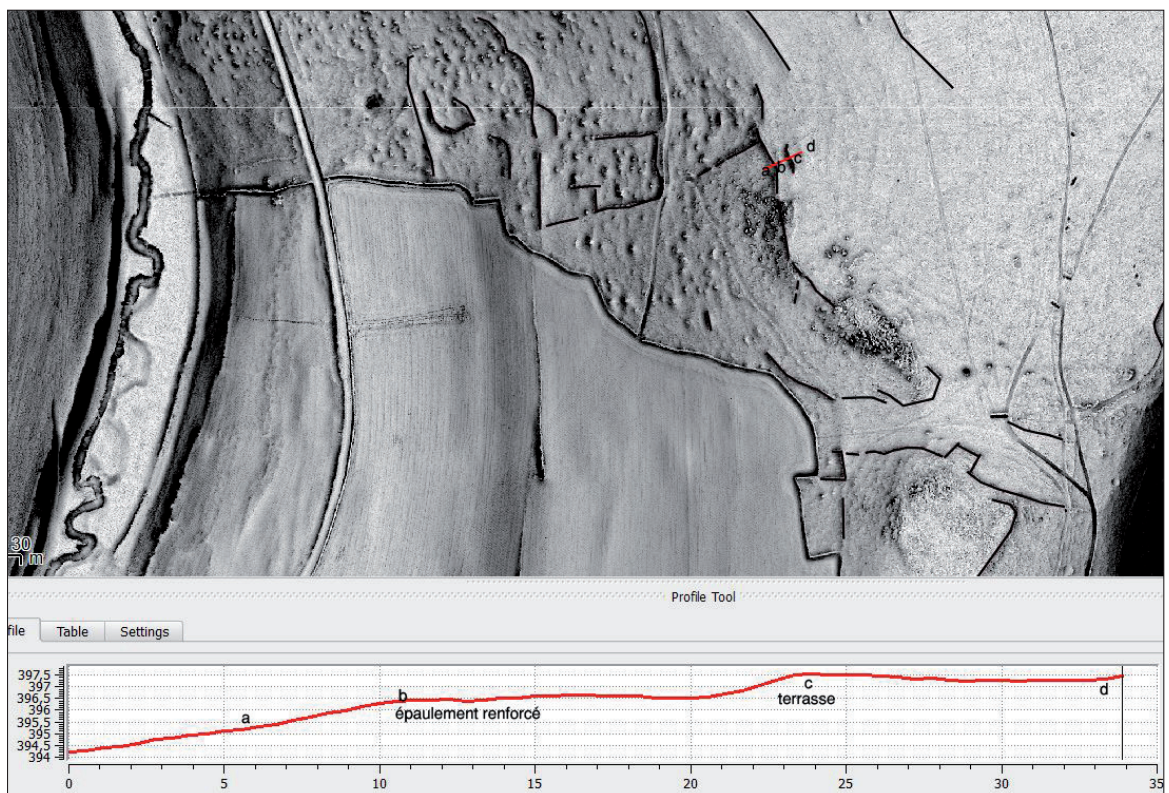 d
c
b
a
30
m
Profile Tool
file Table Settings
397,5
397
396,5
396
395,5
395
394,5
394
a
b
épaulement renforcé
c
terrasse
d
0 5 10 15 20 25 30 35